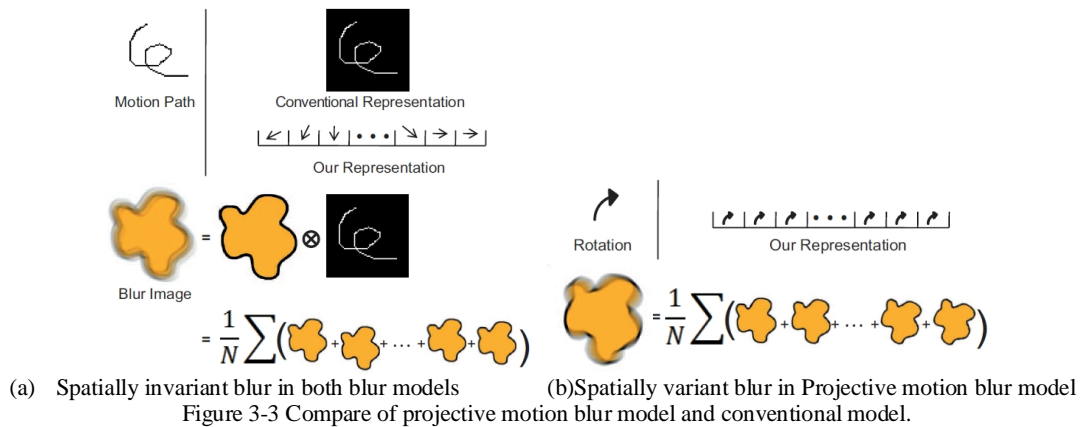 Motion Path
Conventional Representation
Our Representation
Blur Image
=
⊗
= 1/N ∑( + + ... + + )
(a) Spatially invariant blur in both blur models
Rotation
Our Representation
= 1/N ∑( + + ... + + )
(b)Spatially variant blur in Projective motion blur model
Figure 3-3 Compare of projective motion blur model and conventional model.